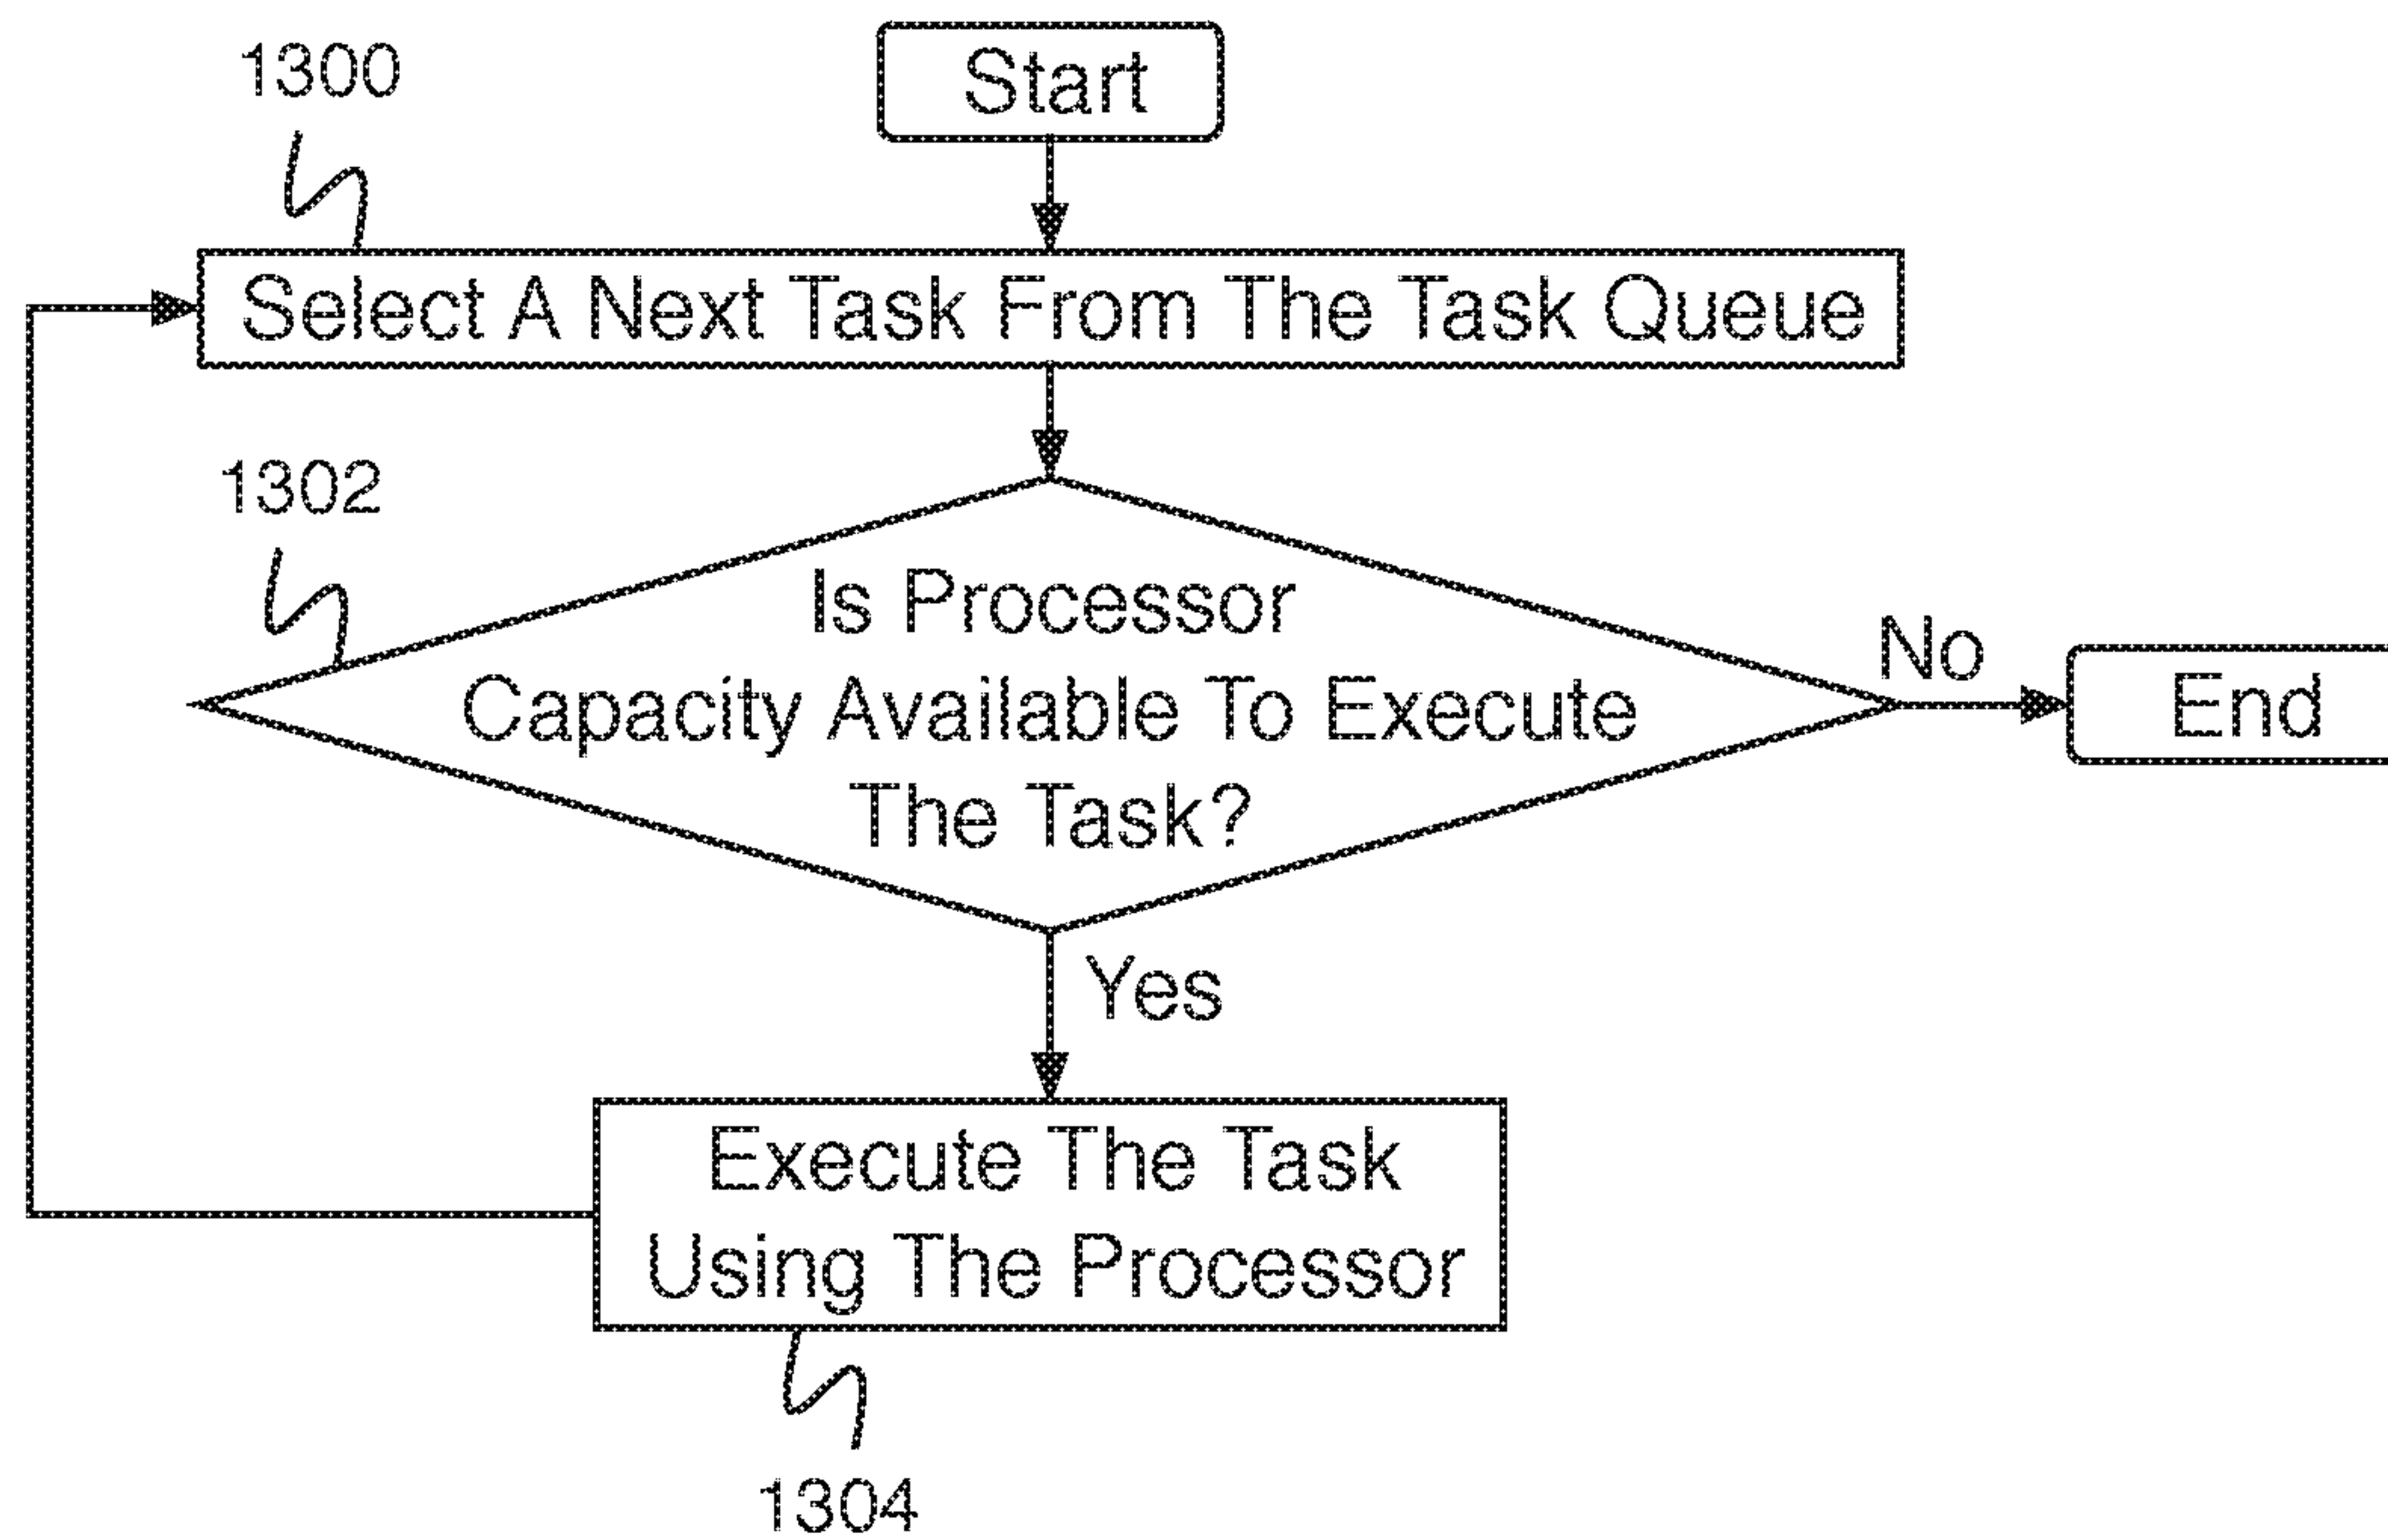 1300
Start
Select A Next Task From The Task Queue
1302
Is Processor
Capacity Available To Execute
The Task?
No
End
Yes
Execute The Task
Using The Processor
1304